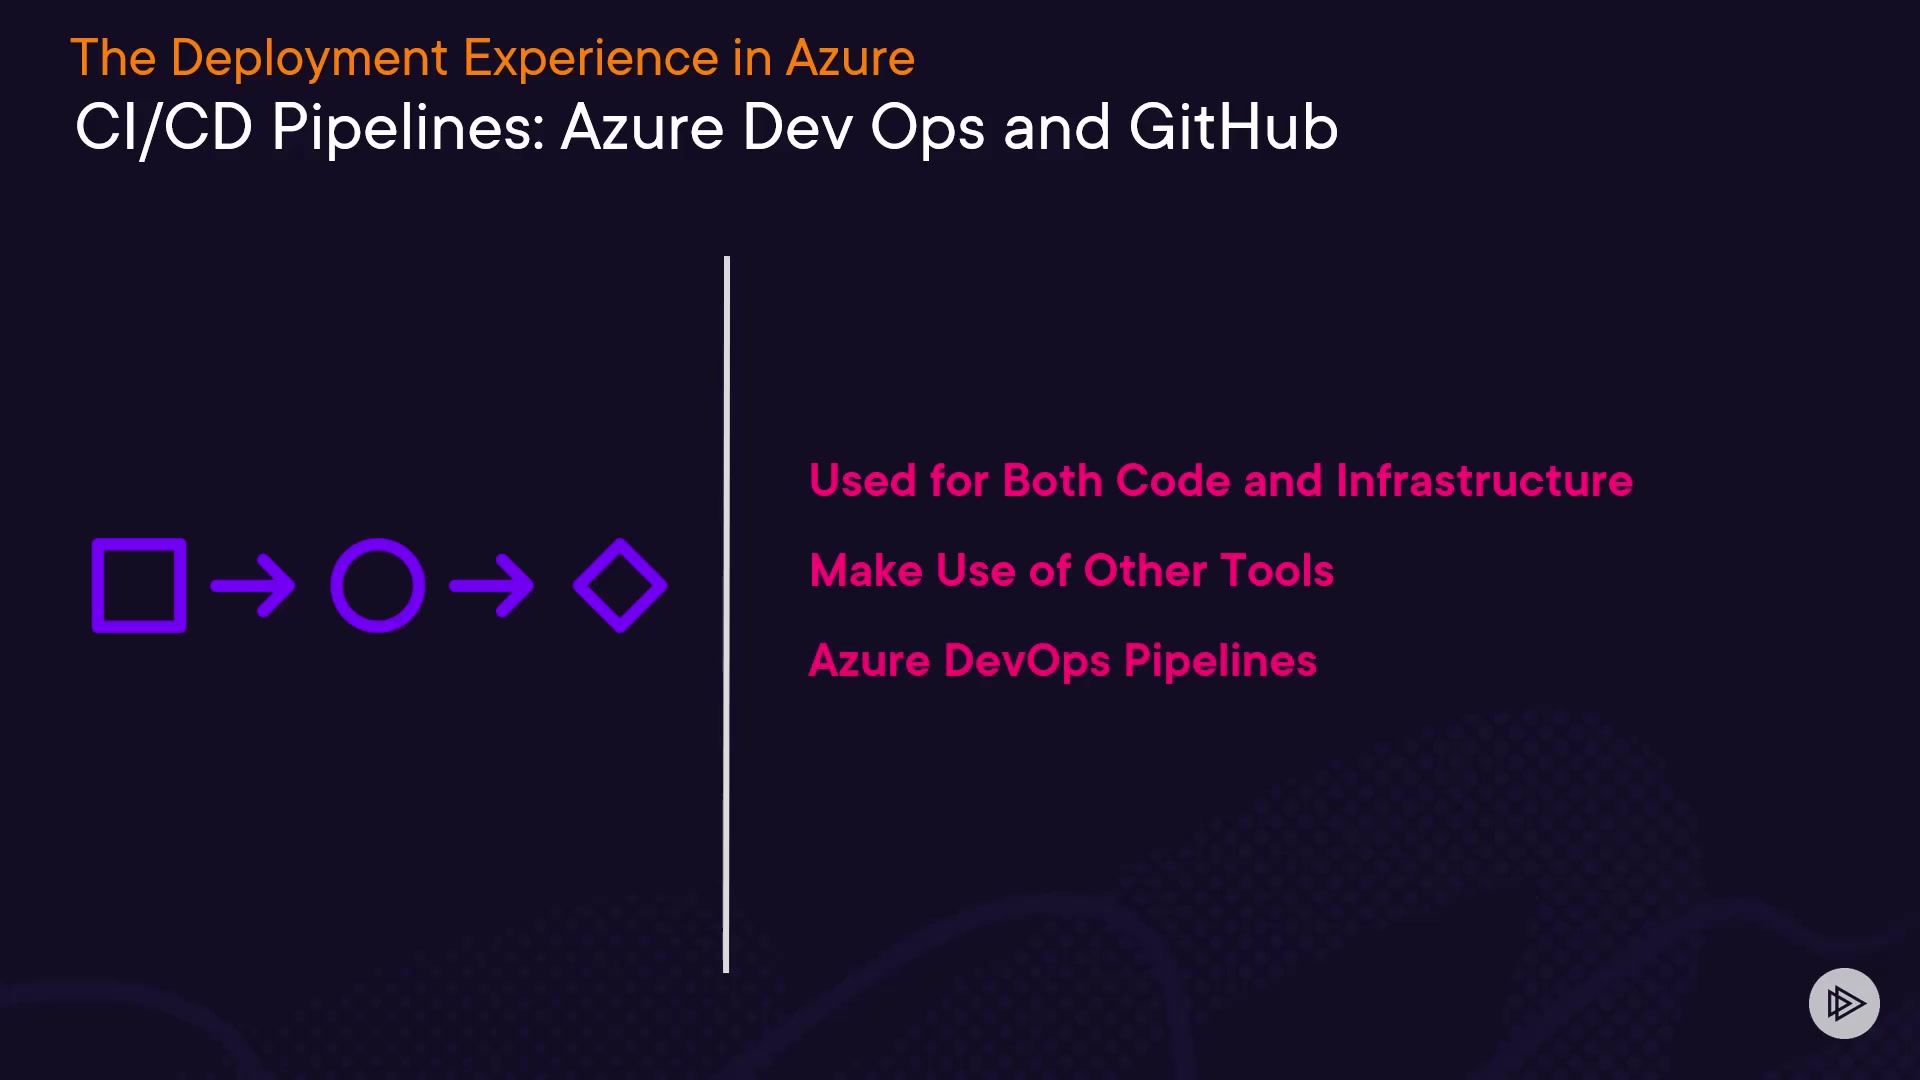 The Deployment Experience in Azure
CI/CD Pipelines: Azure Dev Ops and GitHub
Used for Both Code and Infrastructure
Make Use of Other Tools
Azure DevOps Pipelines